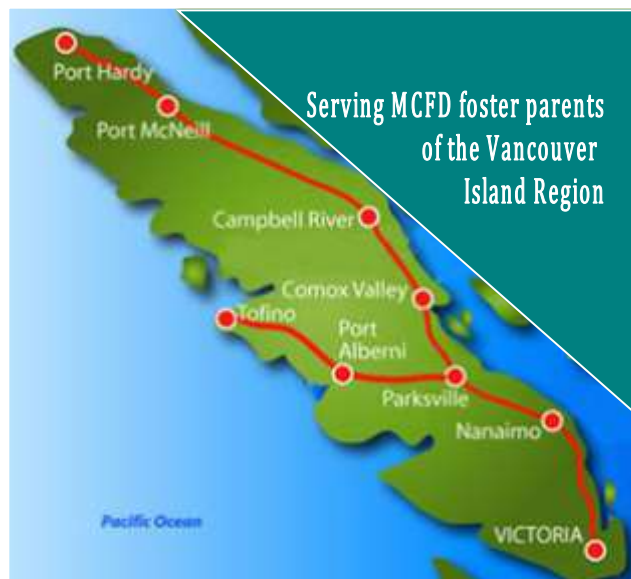 Serving MCFD foster parents
of the Vancouver
Island Region
Port Hardy
Port McNeill
Campbell River
Comox Valley
Tofino
Port
Alberni
Parksville
Nanaimo
Pacific Ocean
VICTORIA